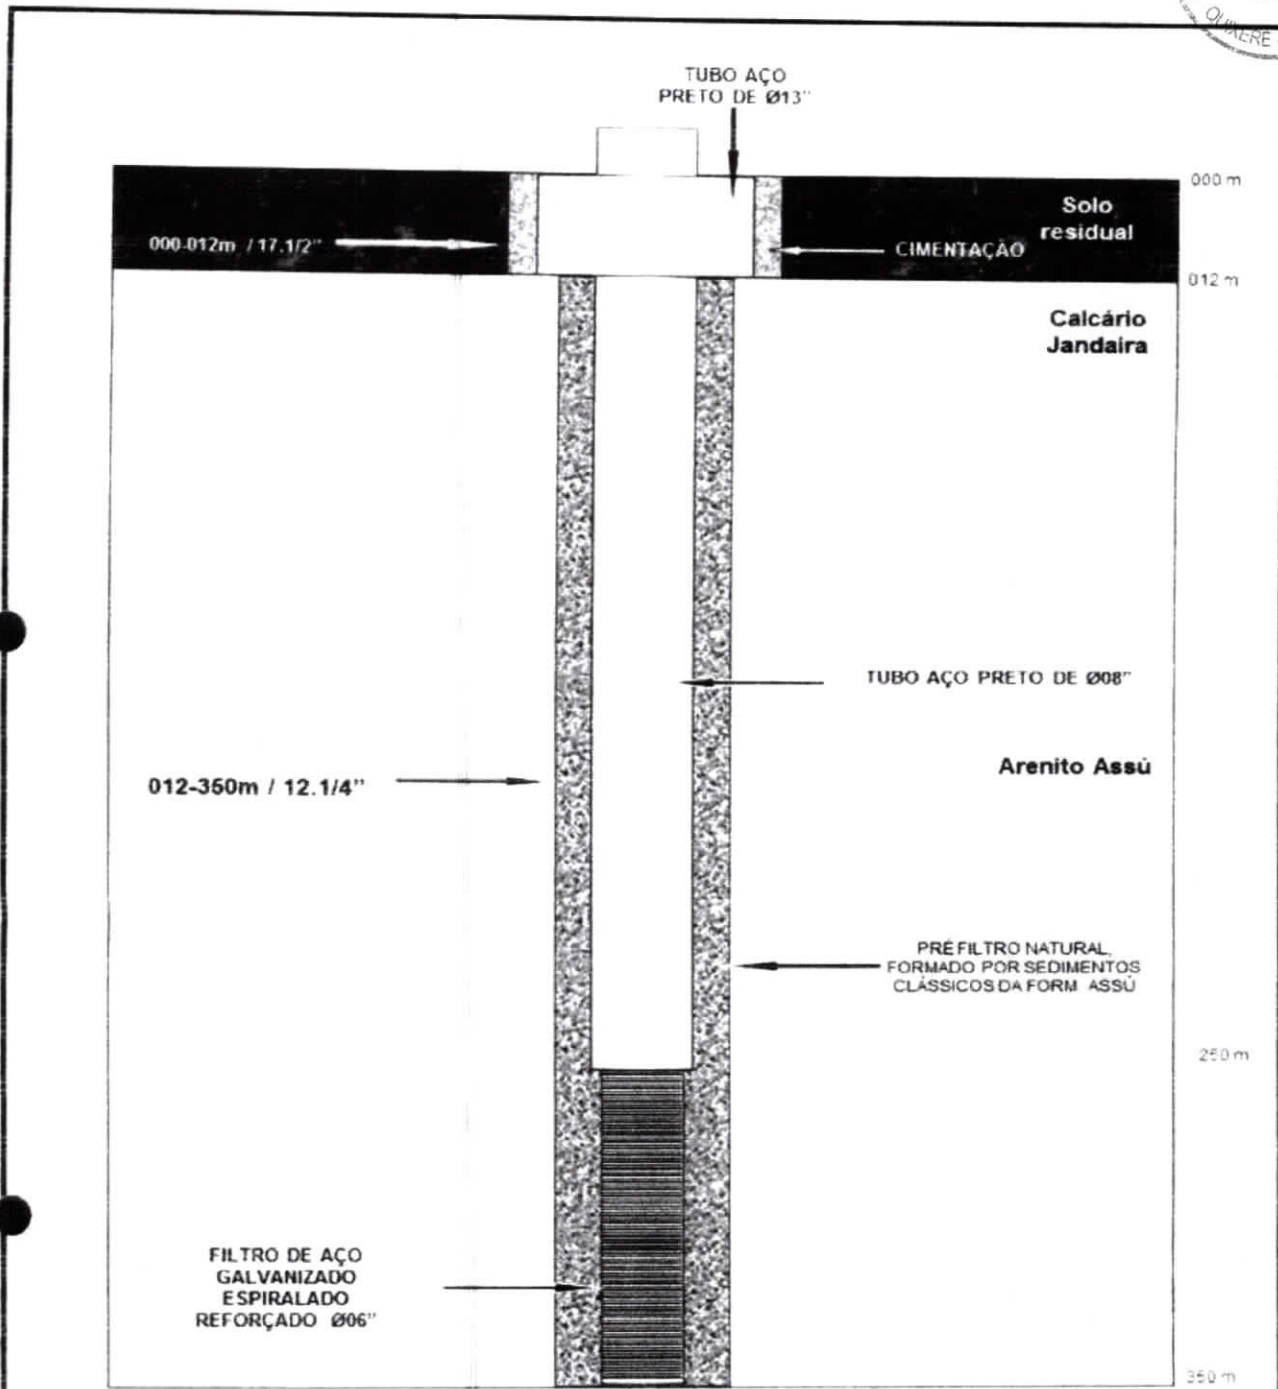 QUIXERÉ
TUBO AÇO
PRETO DE Ø13"
000 m
Solo
residual
000-012m / 17.1/2"
CIMENTAÇÃO
012 m
Calcário
Jandaira
TUBO AÇO PRETO DE Ø08"
Arenito Assú
012-350m / 12.1/4"
PRÉ FILTRO NATURAL,
FORMADO POR SEDIMENTOS
CLÁSSICOS DA FORM ASSÚ
250 m
FILTRO DE AÇO
GALVANIZADO
ESPIRALADO
REFORÇADO Ø06"
350 m